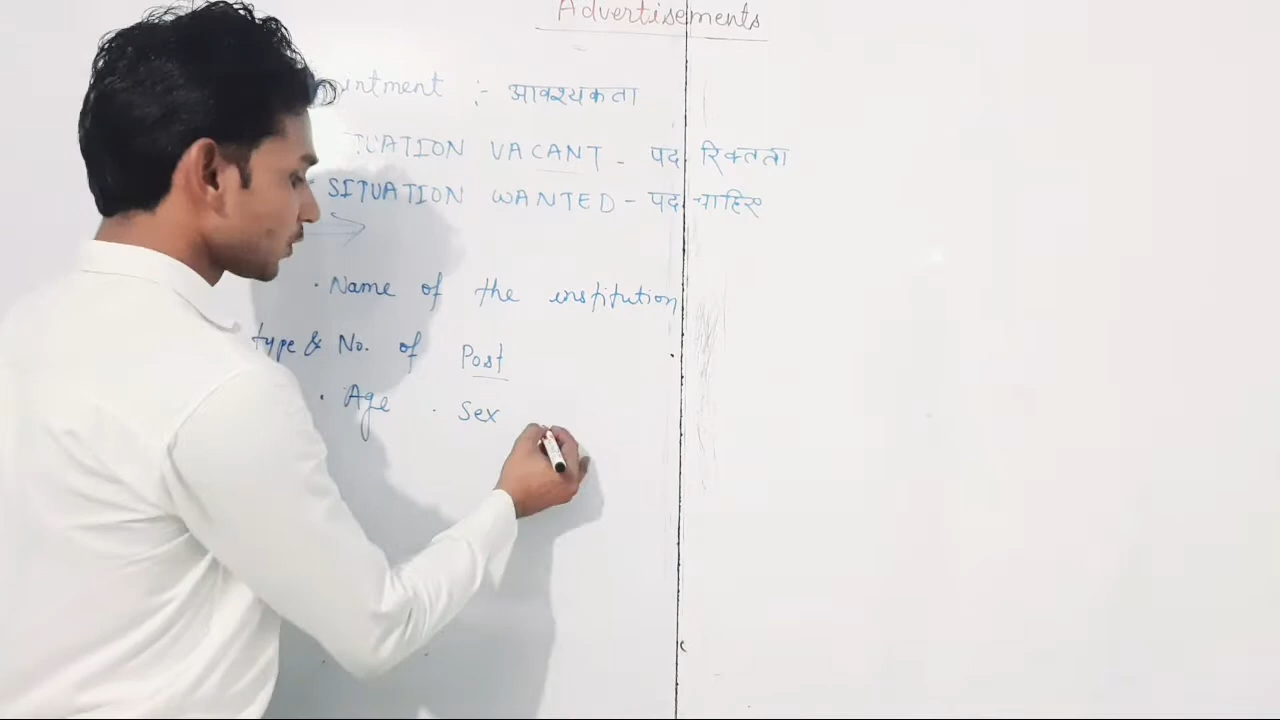 Advertisements
intment :- आवश्यकता
TUATION VACANT - पद रिक्तता
SITUATION WANTED - पद चाहिए
. Name of the institution
type & No. of Post
. Age . Sex